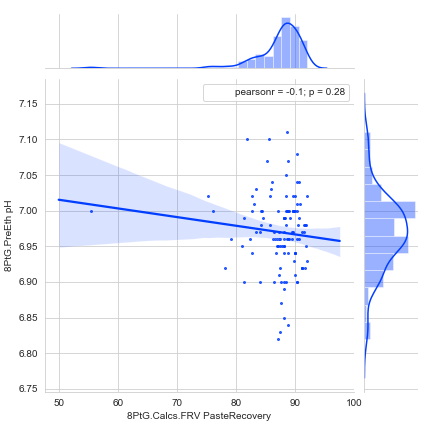 pearsonr = -0.1; p = 0.28
7.15
7.10
7.05
7.00
6.95
6.90
6.85
6.80
6.75
8PtG.PreEth pH
50 60 70 80 90 100
8PtG.Calcs.FRV PasteRecovery